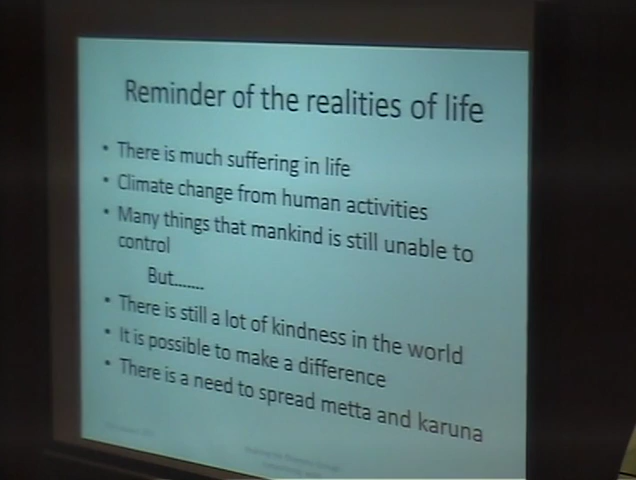 Reminder of the realities of life
• There is much suffering in life
• Climate change from human activities
• Many things that mankind is still unable to
control
But.......
• There is still a lot of kindness in the world
• It is possible to make a difference
• There is a need to spread metta and karuna